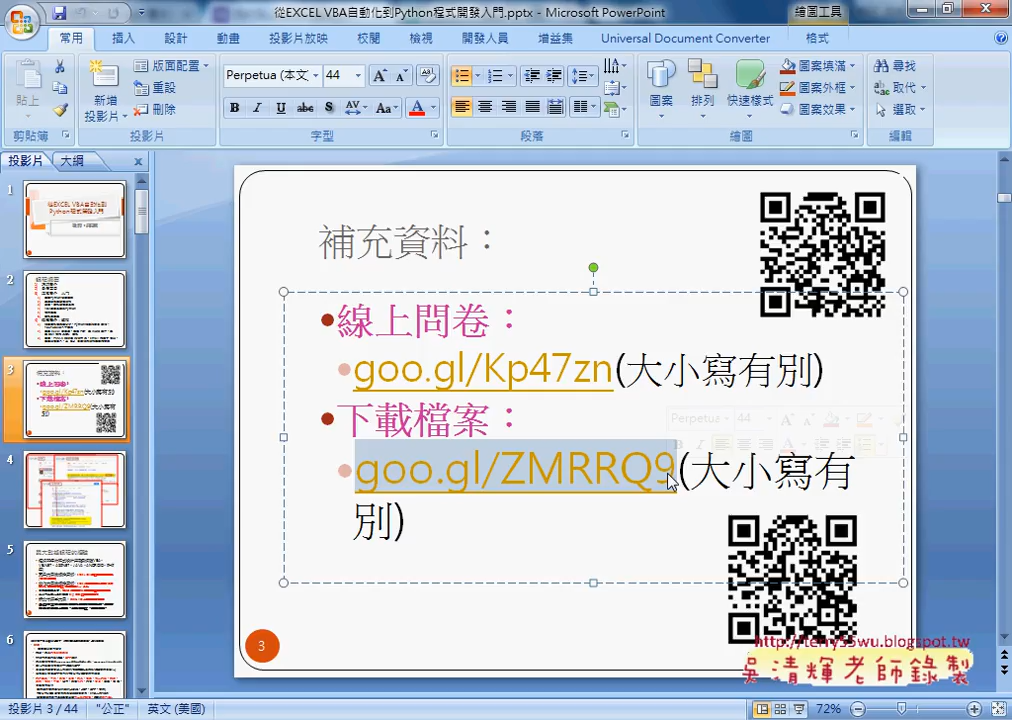 從EXCEL VBA自動化到Python程式開發入門.pptx - Microsoft PowerPoint
繪圖工具
常用 插入 設計 動畫 投影片放映 校閱 檢視 開發人員 增益集 Universal Document Converter 格式
貼上
剪貼簿
新增
投影片
版面配置
重設
刪除
投影片
Perpetua (本文 44
B I U abc S AV Aa A
字型
段落
圖案
排列
快速樣式
圖案填滿
圖案外框
圖案效果
繪圖
尋找
取代
選取
編輯
投影片 大綱
1
2
3
4
5
6
補充資料：
線上問卷：
goo.gl/Kp47zn(大小寫有別)
下載檔案：
goo.gl/ZMRRQ9(大小寫有
別)
3
http://terry55wu.blogspot.tw
吳清輝老師錄製
投影片 3 / 44 "公正" 英文 (美國) 72%